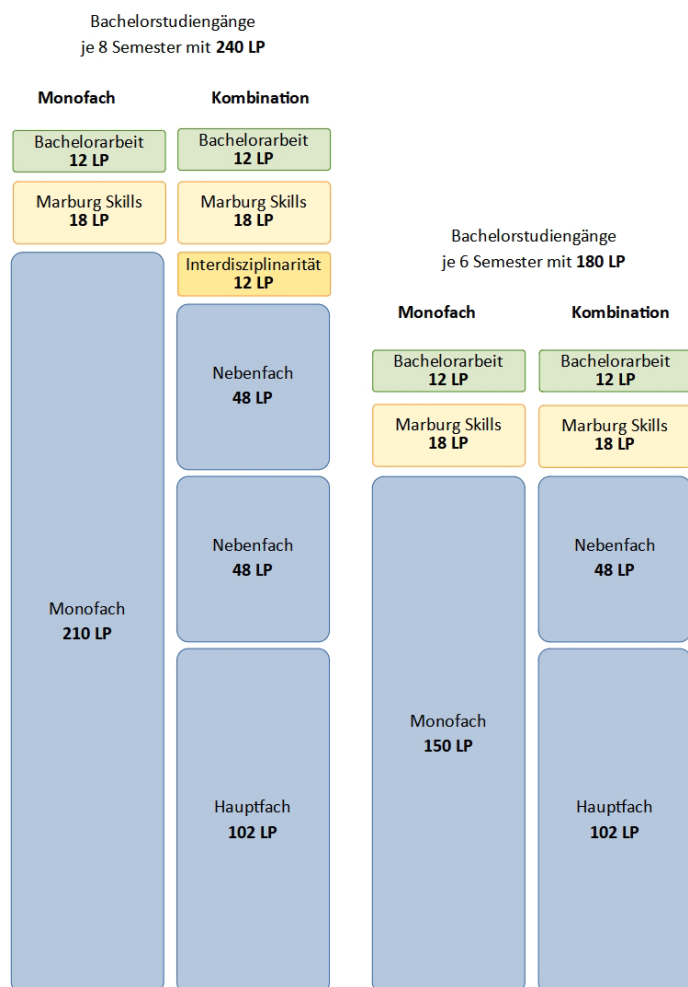 Bachelorstudiengänge
je 8 Semester mit 240 LP
Monofach
Bachelorarbeit
12 LP
Marburg Skills
18 LP
Monofach
210 LP
Kombination
Bachelorarbeit
12 LP
Marburg Skills
18 LP
Interdisziplinarität
12 LP
Nebenfach
48 LP
Nebenfach
48 LP
Hauptfach
102 LP
Bachelorstudiengänge
je 6 Semester mit 180 LP
Monofach
Bachelorarbeit
12 LP
Marburg Skills
18 LP
Monofach
150 LP
Kombination
Bachelorarbeit
12 LP
Marburg Skills
18 LP
Nebenfach
48 LP
Hauptfach
102 LP